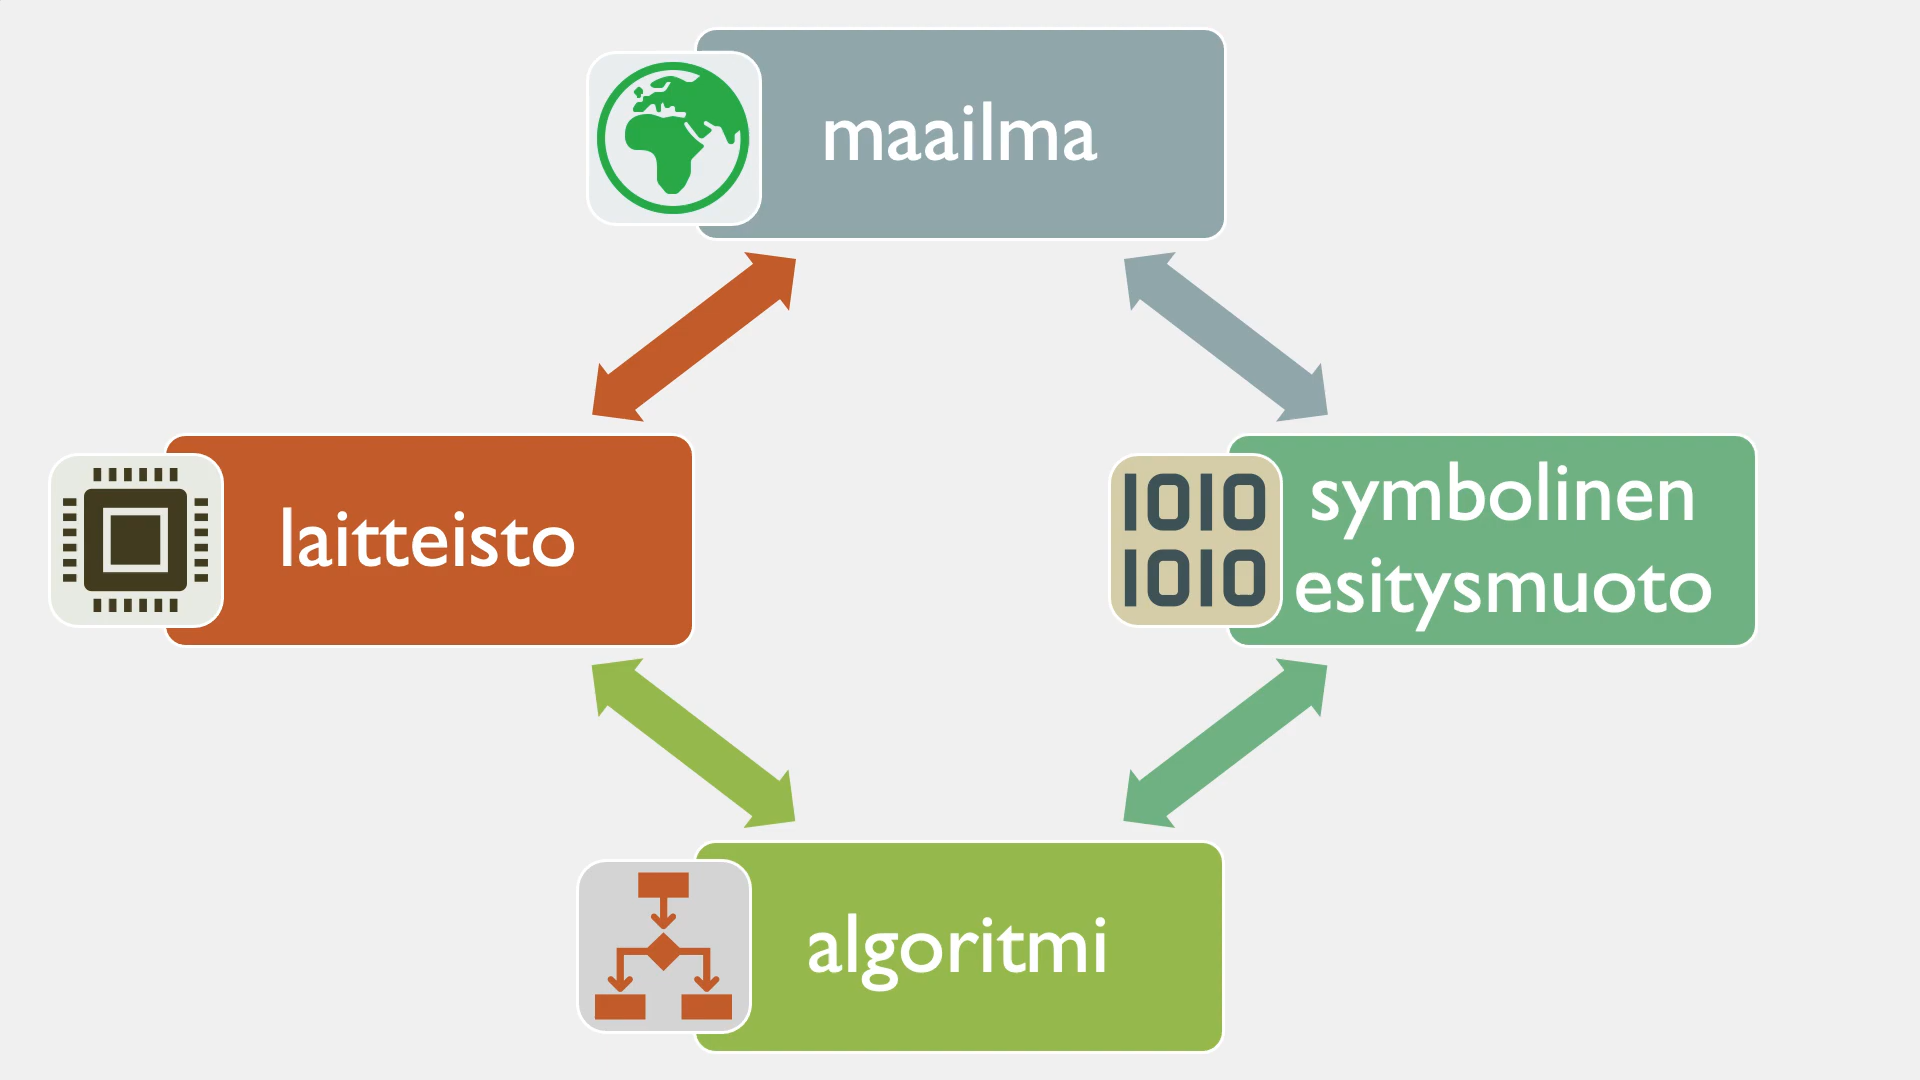 maailma
laitteisto
1010
1010
symbolinen
esitysmuoto
algoritmi